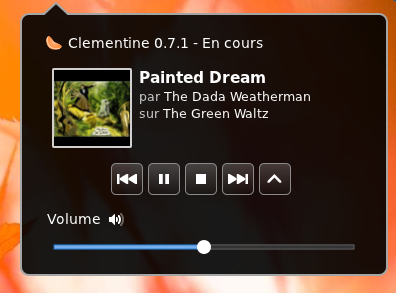 Clementine 0.7.1 - En cours
Painted Dream
par The Dada Weatherman
sur The Green Waltz
Volume